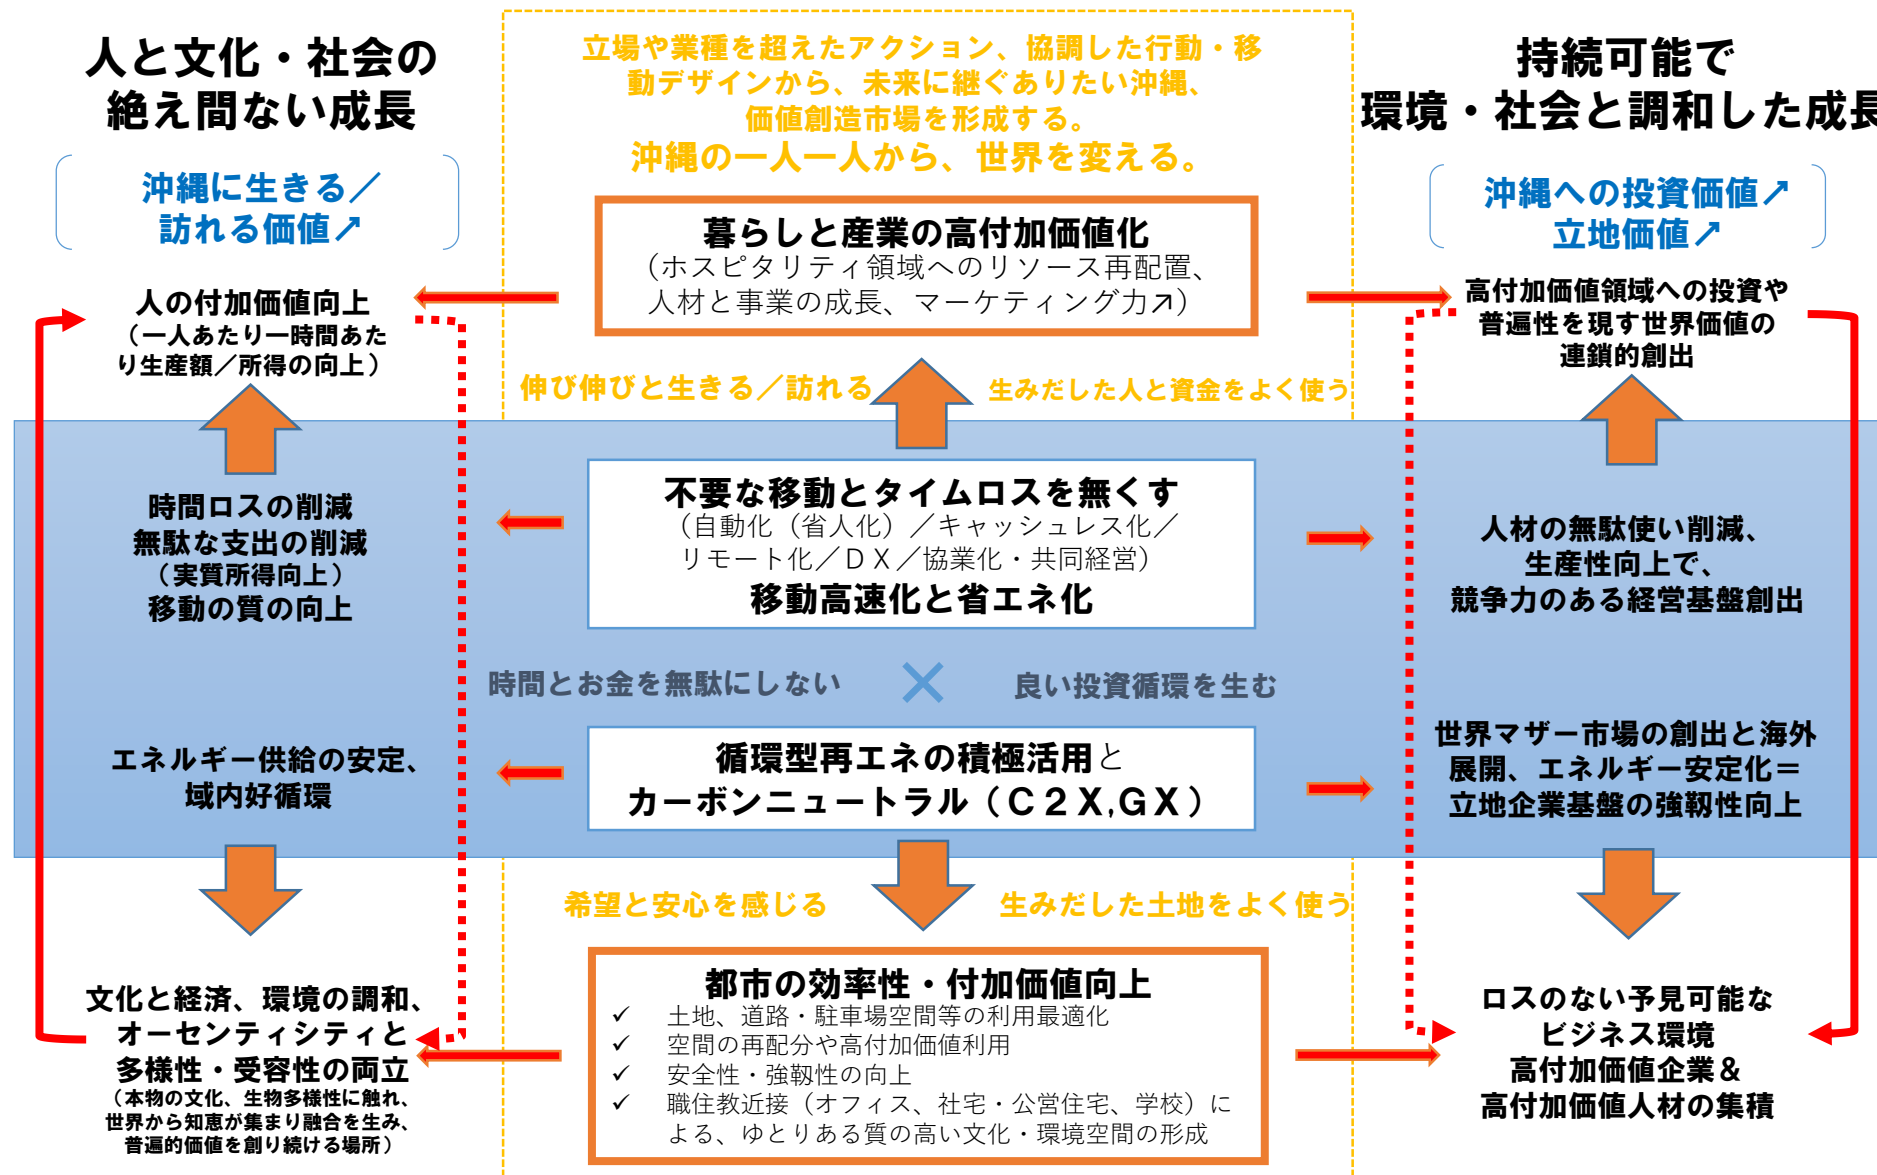 人と文化・社会の
絶え間ない成長
沖縄に生きる／
訪れる価値↗
人の付加価値向上
（一人あたり一時間あた
り生産額／所得の向上）
時間ロスの削減
無駄な支出の削減
（実質所得向上）
移動の質の向上
エネルギー供給の安定、
域内好循環
文化と経済、環境の調和、
オーセンティシティと
多様性・受容性の両立
（本物の文化、生物多様性に触れ、
世界から知恵が集まり融合を生み、
普遍的価値を創り続ける場所）
立場や業種を超えたアクション、協調した行動・移
動デザインから、未来に継ぐありたい沖縄、
価値創造市場を形成する。
沖縄の一人一人から、世界を変える。
暮らしと産業の高付加価値化
（ホスピタリティ領域へのリソース再配置、
人材と事業の成長、マーケティング力↗）
伸び伸びと生きる／訪れる
生みだした人と資金をよく使う
不要な移動とタイムロスを無くす
（自動化（省人化）／キャッシュレス化／
リモート化／ＤＸ／協業化・共同経営）
移動高速化と省エネ化
時間とお金を無駄にしない
良い投資循環を生む
循環型再エネの積極活用と
カーボンニュートラル（Ｃ２Ｘ,ＧＸ）
希望と安心を感じる
生みだした土地をよく使う
都市の効率性・付加価値向上
✓ 土地、道路・駐車場空間等の利用最適化
✓ 空間の再配分や高付加価値利用
✓ 安全性・強靱性の向上
✓ 職住教近接（オフィス、社宅・公営住宅、学校）に
よる、ゆとりある質の高い文化・環境空間の形成
持続可能で
環境・社会と調和した成長
沖縄への投資価値↗
立地価値↗
高付加価値領域への投資や
普遍性を現す世界価値の
連鎖的創出
人材の無駄使い削減、
生産性向上で、
競争力のある経営基盤創出
世界マザー市場の創出と海外
展開、エネルギー安定化＝
立地企業基盤の強靱性向上
ロスのない予見可能な
ビジネス環境
高付加価値企業＆
高付加価値人材の集積